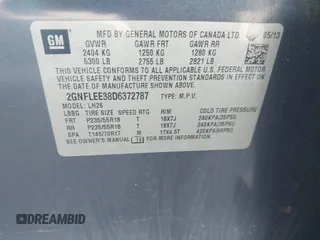 GM
MFD BY GENERAL MOTORS OF CANADA LTD
05/13
GVWR GAWR FRT GAWR RR
2404 KG 1250 KG 1280 KG
5300 LB 2755 LB 2821 LB
THIS VEHICLE CONFORMS TO ALL APPLICABLE U.S. FEDERAL
MOTOR VEHICLE SAFETY AND THEFT PREVENTION STANDARDS
IN EFFECT ON THE DATE OF MANUFACTURE SHOWN ABOVE.
2GNFLEE38D6372787 TYPE: M.P.V.
MODEL: LH26
LBBG TIRE SIZE SPEED RTG RIM COLD TIRE PRESSURE
FRT P235/55R18 T 18X7J 240KPA(35PSI)
RR P235/55R18 T 18X7J 240KPA(35PSI)
SPA T145/70R17 M 17X4.5T 420KPA(60PSI)
SEE OWNER'S MANUAL FOR ADDITIONAL INFORMATION.
DREAMBID